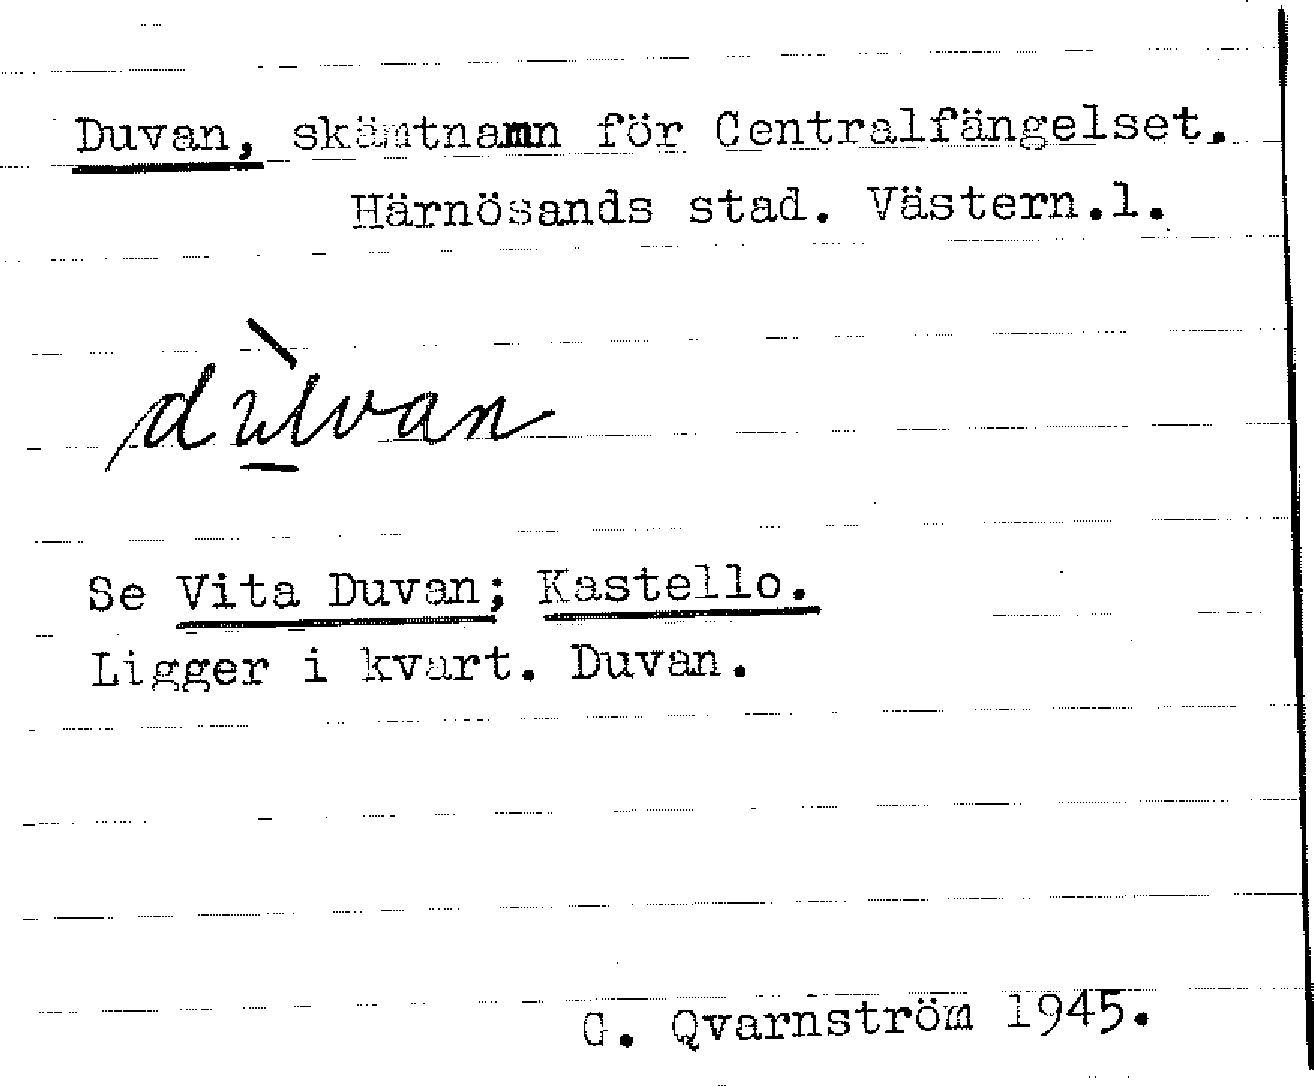 Duvan, skämtnamn för Centralfängelset.
Härnösands stad. Västern.l.
dùvan
Se Vita Duvan; Kastello.
Ligger i kvart. Duvan.
G. Qvarnström 1945.